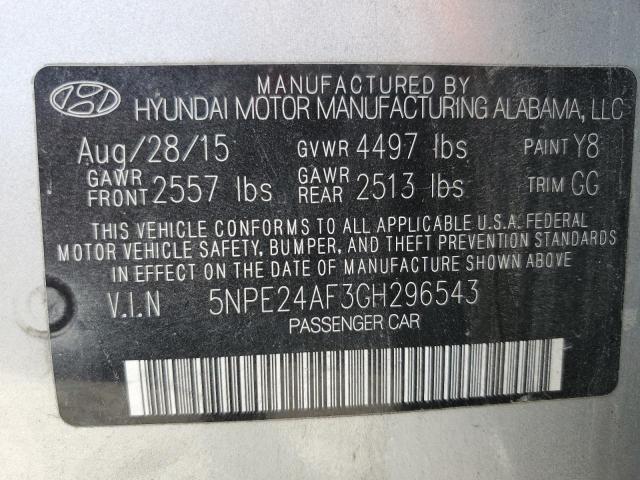 MANUFACTURED BY
HYUNDAI MOTOR MANUFACTURING ALABAMA, LLC
Aug/28/15 GVWR 4497 lbs PAINT Y8
GAWR FRONT 2557 lbs GAWR REAR 2513 lbs TRIM GG
THIS VEHICLE CONFORMS TO ALL APPLICABLE U.S.A. FEDERAL
MOTOR VEHICLE SAFETY, BUMPER, AND THEFT PREVENTION STANDARDS
IN EFFECT ON THE DATE OF MANUFACTURE SHOWN ABOVE
V.I.N 5NPE24AF3GH296543
PASSENGER CAR